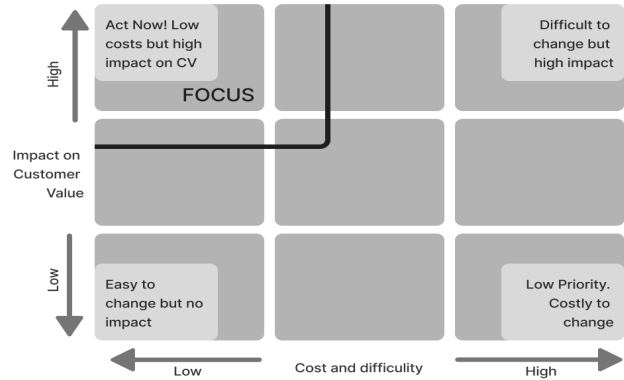 Act Now! Low
costs but high
impact on CV
FOCUS
Difficult to
change but
high impact
High
Impact on
Customer
Value
Low
Easy to
change but no
impact
Low Priority.
Costly to
change
Low
Cost and difficulity
High